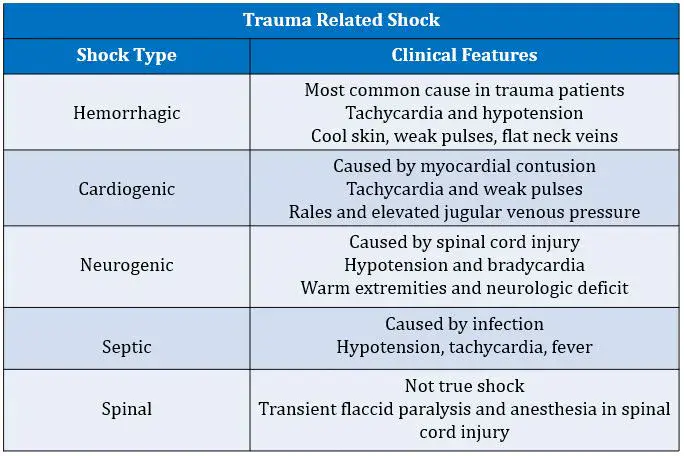 Trauma Related Shock
Shock Type
Clinical Features
Hemorrhagic
Most common cause in trauma patients
Tachycardia and hypotension
Cool skin, weak pulses, flat neck veins
Cardiogenic
Caused by myocardial contusion
Tachycardia and weak pulses
Rales and elevated jugular venous pressure
Neurogenic
Caused by spinal cord injury
Hypotension and bradycardia
Warm extremities and neurologic deficit
Septic
Caused by infection
Hypotension, tachycardia, fever
Spinal
Not true shock
Transient flaccid paralysis and anesthesia in spinal
cord injury